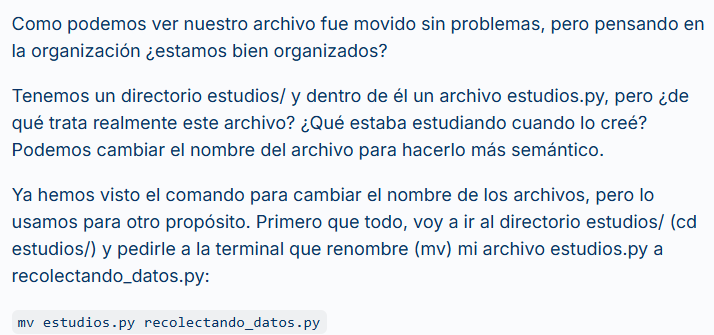 Como podemos ver nuestro archivo fue movido sin problemas, pero pensando en
la organización ¿estamos bien organizados?
Tenemos un directorio estudios/ y dentro de él un archivo estudios.py, pero ¿de
qué trata realmente este archivo? ¿Qué estaba estudiando cuando lo creé?
Podemos cambiar el nombre del archivo para hacerlo más semántico.
Ya hemos visto el comando para cambiar el nombre de los archivos, pero lo
usamos para otro propósito. Primero que todo, voy a ir al directorio estudios/ (cd
estudios/) y pedirle a la terminal que renombre (mv) mi archivo estudios.py a
recolectando_datos.py:
mv estudios.py recolectando_datos.py